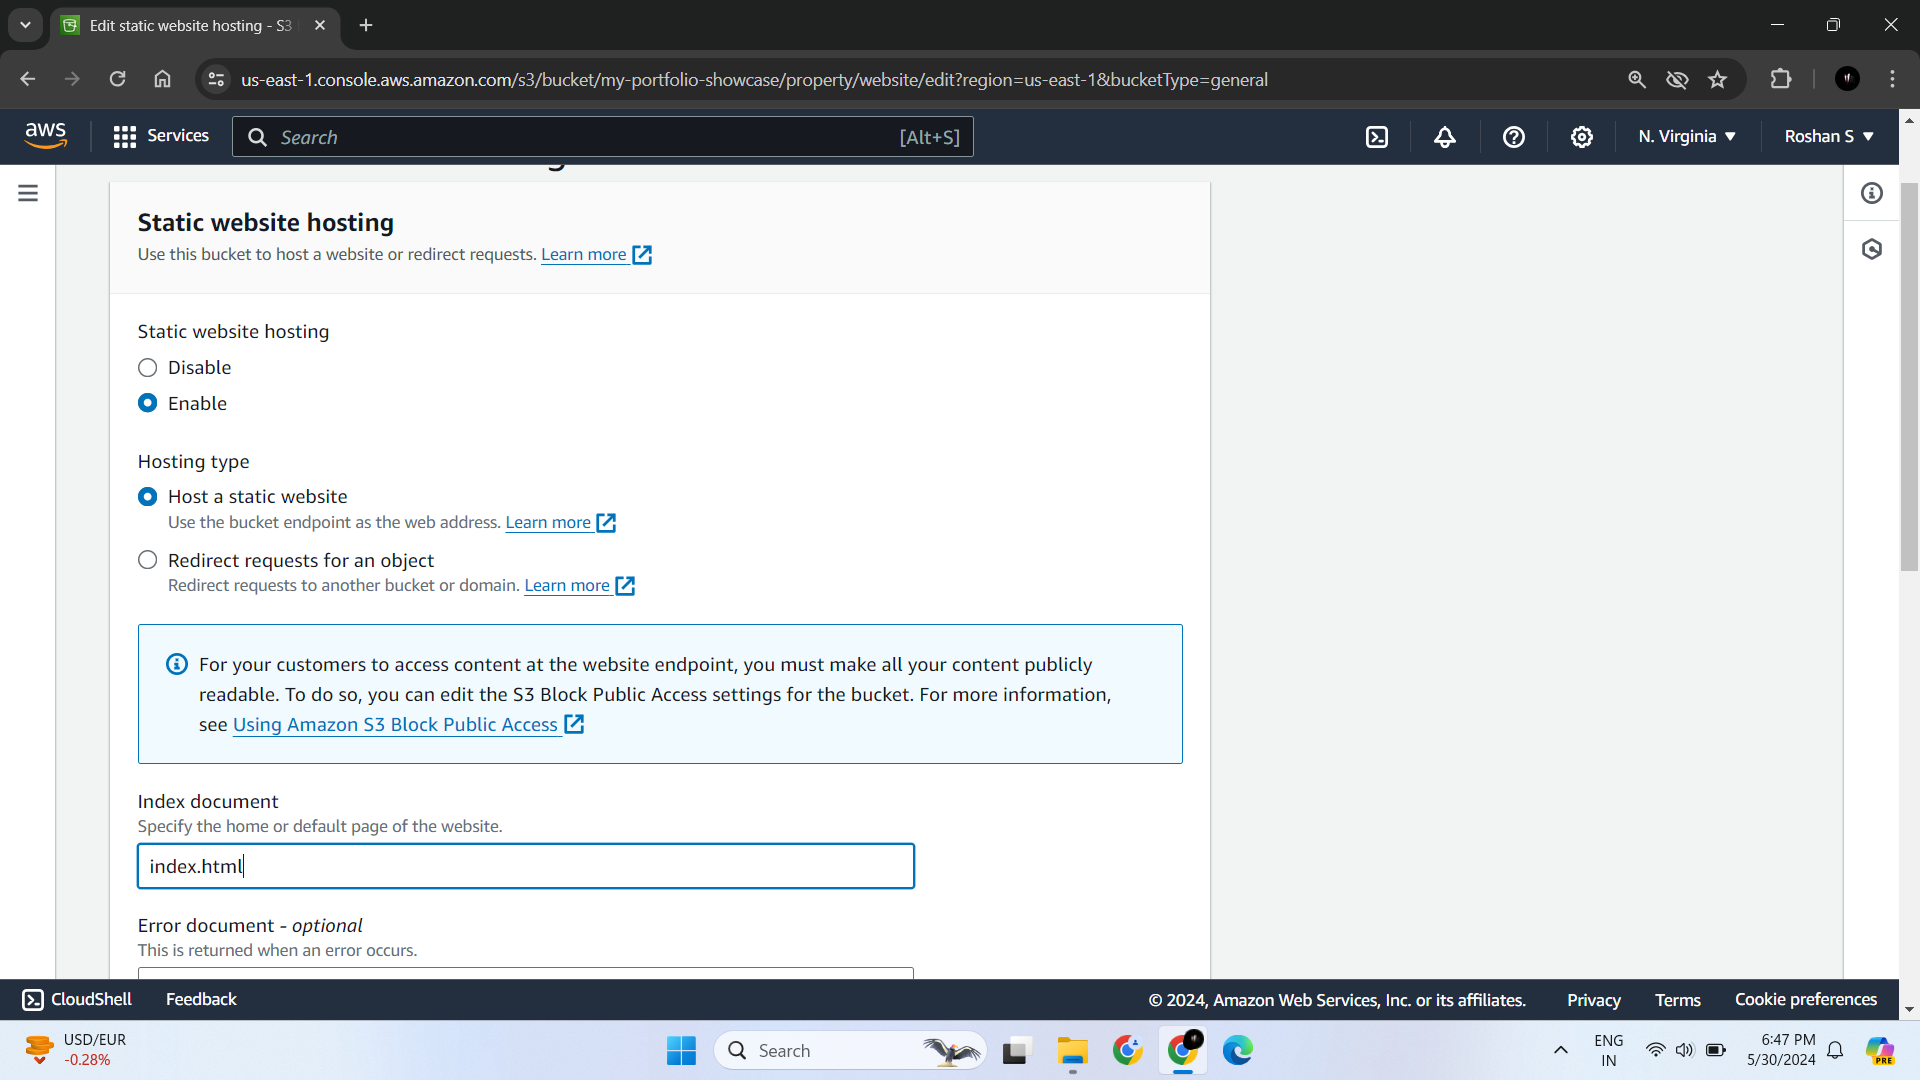 Edit static website hosting - S3
us-east-1.console.aws.amazon.com/s3/bucket/my-portfolio-showcase/property/website/edit?region=us-east-1&bucketType=general
aws
Services
Search
[Alt+S]
N. Virginia
Roshan S
Static website hosting
Use this bucket to host a website or redirect requests. Learn more
Static website hosting
Disable
Enable
Hosting type
Host a static website
Use the bucket endpoint as the web address. Learn more
Redirect requests for an object
Redirect requests to another bucket or domain. Learn more
For your customers to access content at the website endpoint, you must make all your content publicly
readable. To do so, you can edit the S3 Block Public Access settings for the bucket. For more information,
see Using Amazon S3 Block Public Access
Index document
Specify the home or default page of the website.
index.html
Error document - optional
This is returned when an error occurs.
CloudShell
Feedback
© 2024, Amazon Web Services, Inc. or its affiliates.
Privacy
Terms
Cookie preferences
USD/EUR
-0.28%
Search
ENG
IN
6:47 PM
5/30/2024
PRE